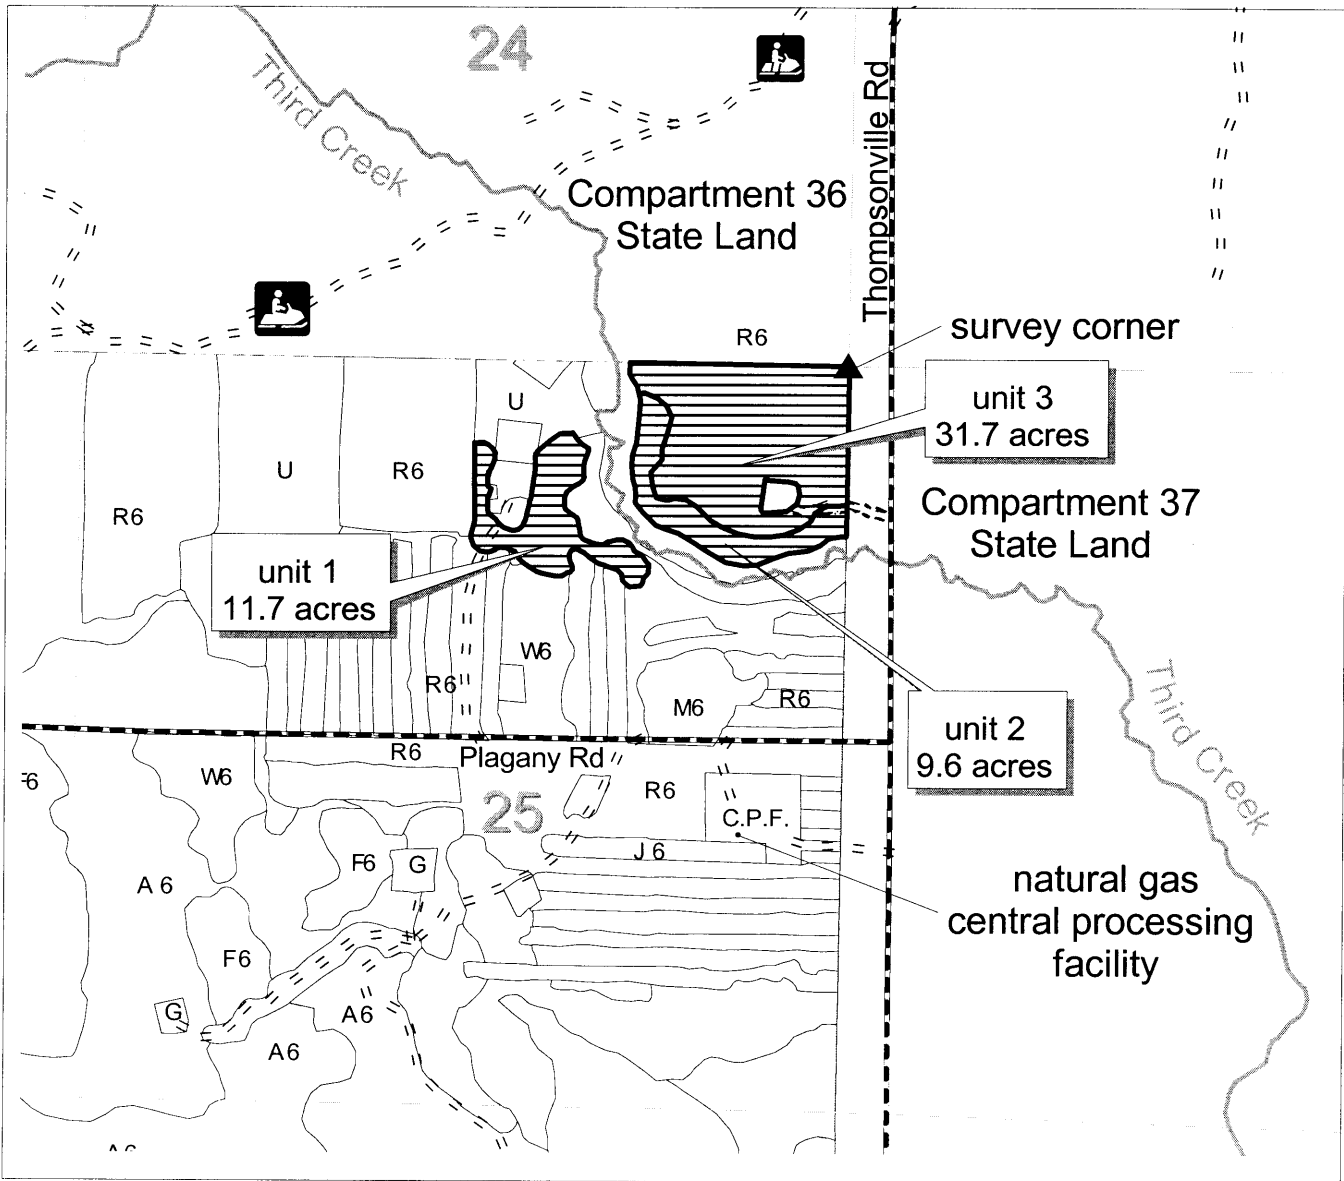 24
Third Creek
Thompsonville Rd
Compartment 36
State Land
R6
survey corner
unit 3
31.7 acres
U
U
R6
R6
Compartment 37
State Land
unit 1
11.7 acres
W6
R6
M6
R6
Third Creek
unit 2
9.6 acres
R6
Plagany Rd
W6
R6
25
C.P.F.
J 6
F6
G
A 6
natural gas
central processing
facility
F6
G
A 6
A 6